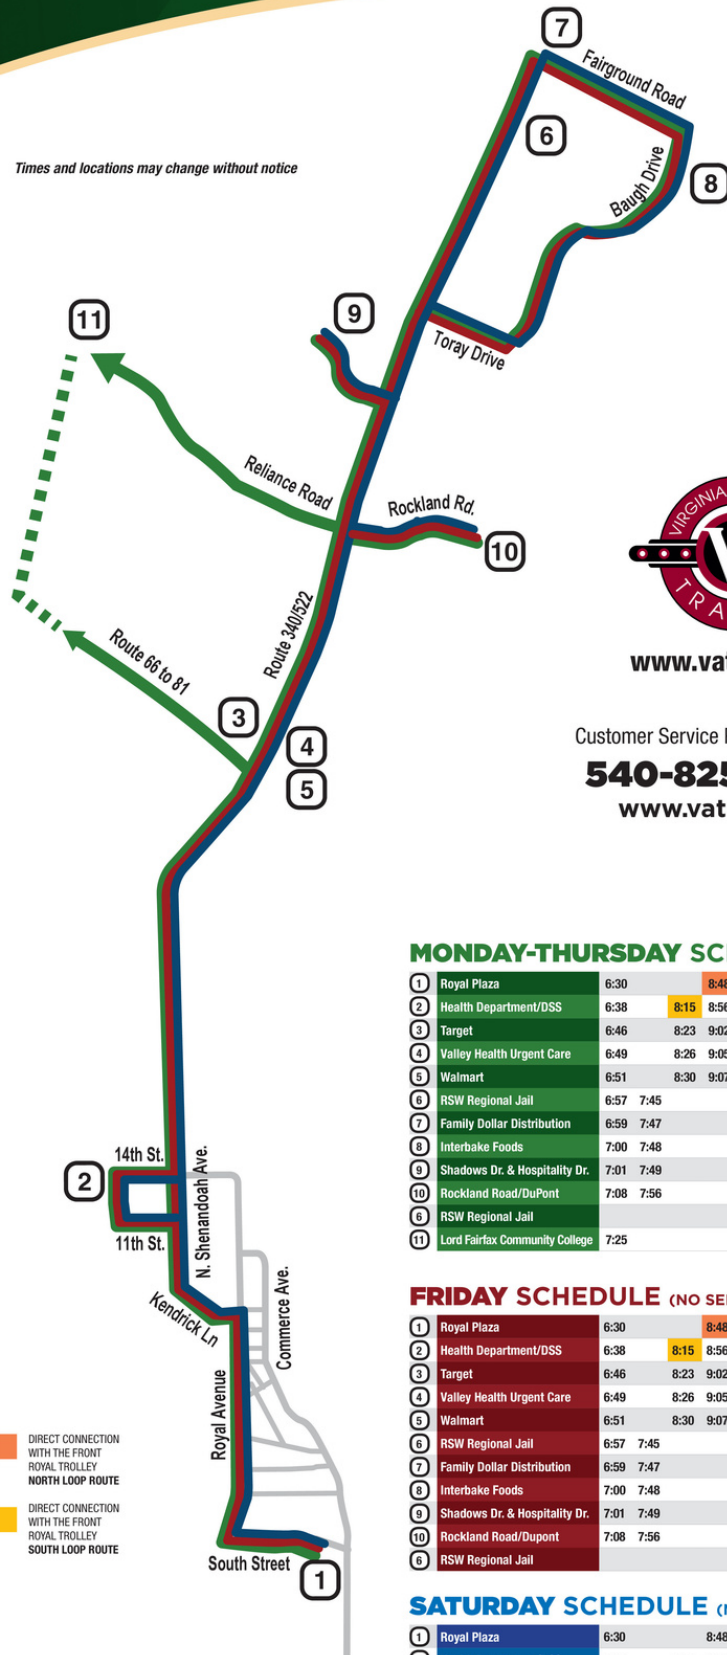 7
Fairground Road
6
Times and locations may change without notice
Baugh Drive
8
11
9
Toray Drive
Reliance Road
Rockland Rd.
10
VIRGINIA
Route 340/522
Route 66 to 81
3
4
5
www.va
Customer Service
540-825
www.vat
MONDAY-THURSDAY SC
1 Royal Plaza 6:30 8:48
2 Health Department/DSS 6:38 8:15 8:56
3 Target 6:46 8:23 9:02
4 Valley Health Urgent Care 6:49 8:26 9:05
5 Walmart 6:51 8:30 9:07
6 RSW Regional Jail 6:57 7:45
7 Family Dollar Distribution 6:59 7:47
8 Interbake Foods 7:00 7:48
9 Shadows Dr. & Hospitality Dr. 7:01 7:49
10 Rockland Road/DuPont 7:08 7:56
6 RSW Regional Jail
11 Lord Fairfax Community College 7:25
14th St.
2
11th St.
N. Shenandoah Ave.
Kendrick Ln
Commerce Ave.
Royal Avenue
South Street
1
FRIDAY SCHEDULE (NO SE
1 Royal Plaza 6:30 8:48
2 Health Department/DSS 6:38 8:15 8:56
3 Target 6:46 8:23 9:02
4 Valley Health Urgent Care 6:49 8:26 9:05
5 Walmart 6:51 8:30 9:07
6 RSW Regional Jail 6:57 7:45
7 Family Dollar Distribution 6:59 7:47
8 Interbake Foods 7:00 7:48
9 Shadows Dr. & Hospitality Dr. 7:01 7:49
10 Rockland Road/Dupont 7:08 7:56
6 RSW Regional Jail
DIRECT CONNECTION
WITH THE FRONT
ROYAL TROLLEY
NORTH LOOP ROUTE
DIRECT CONNECTION
WITH THE FRONT
ROYAL TROLLEY
SOUTH LOOP ROUTE
SATURDAY SCHEDULE
1 Royal Plaza 6:30 8:48